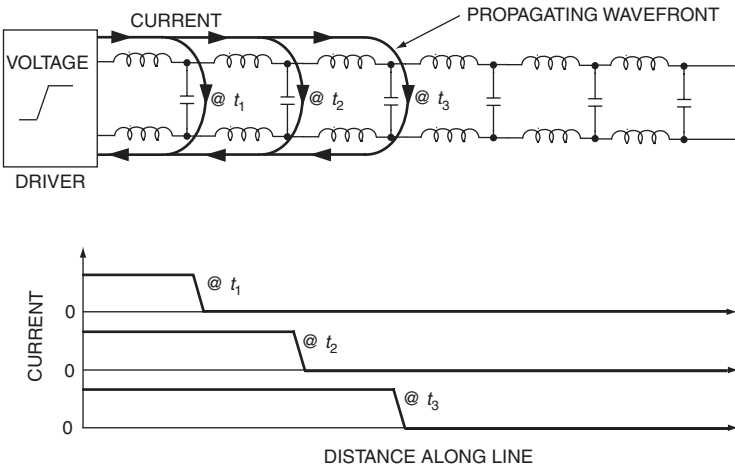 PROPAGATING WAVEFRONT
CURRENT
VOLTAGE
@ t1
@ t2
@ t3
DRIVER
@ t1
0
@ t2
0
@ t3
0
CURRENT
DISTANCE ALONG LINE